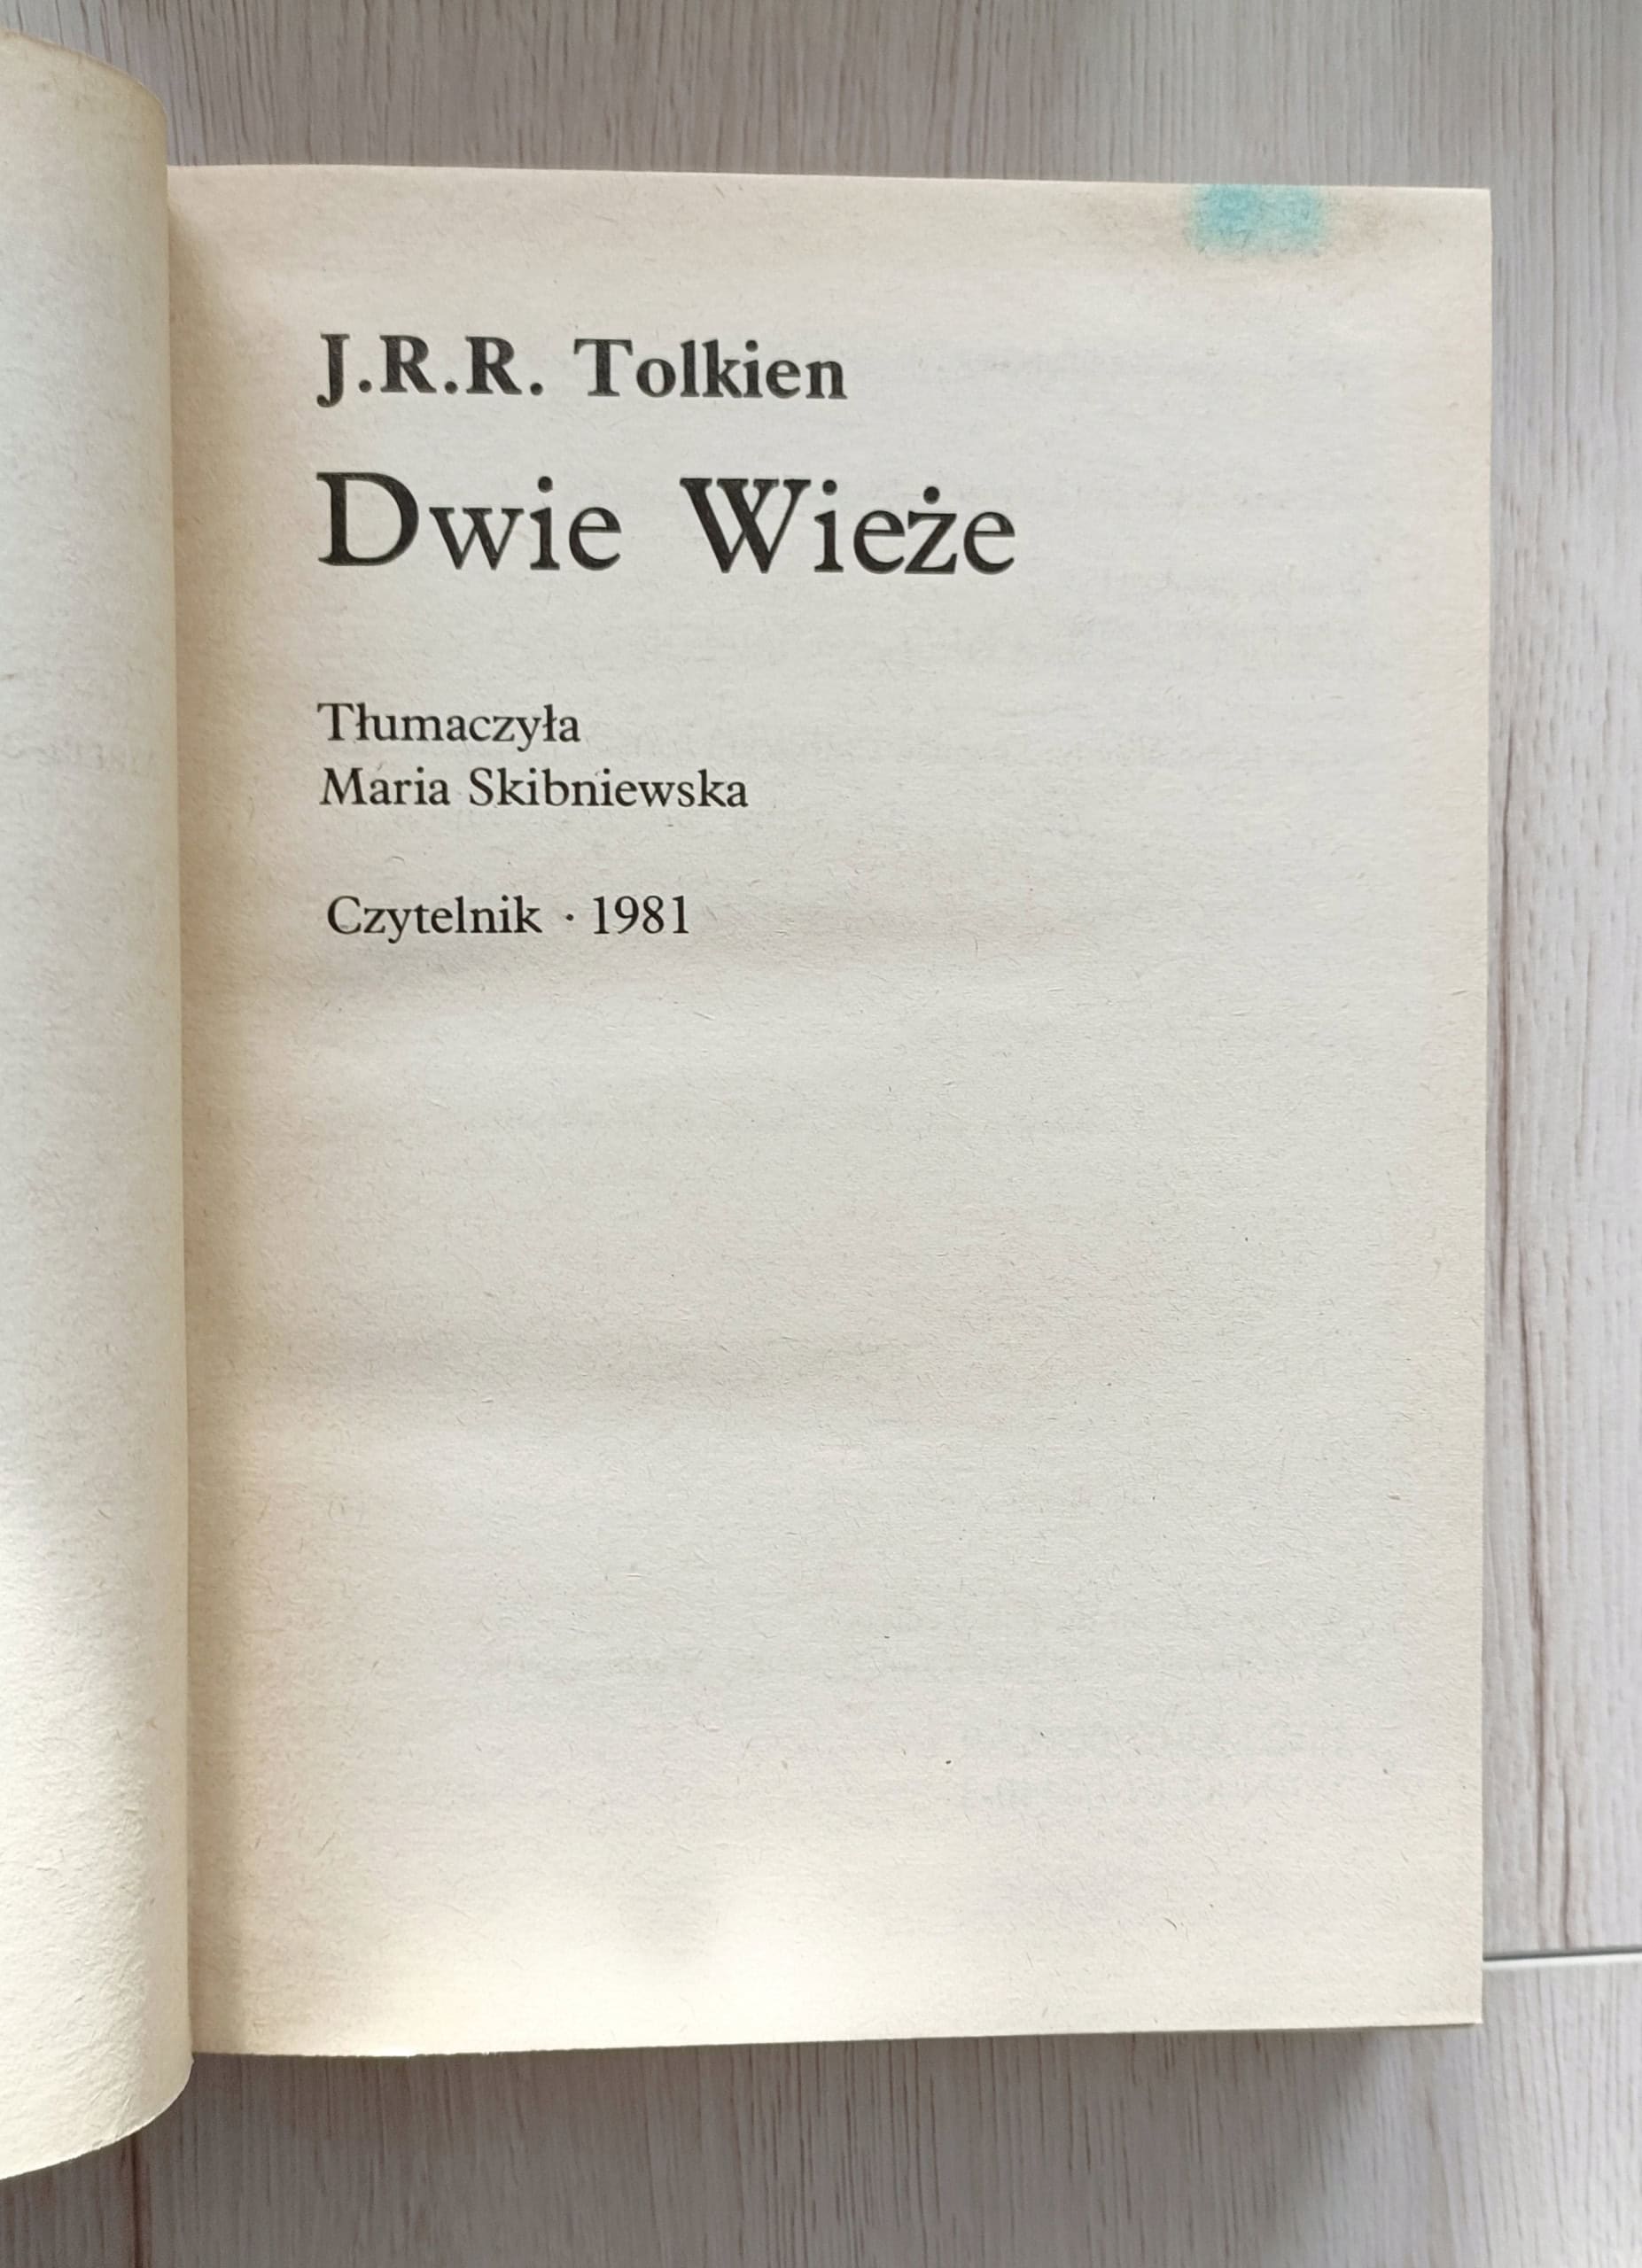 J.R.R. Tolkien
Dwie Wieże
Tłumaczyła
Maria Skibniewska
Czytelnik · 1981